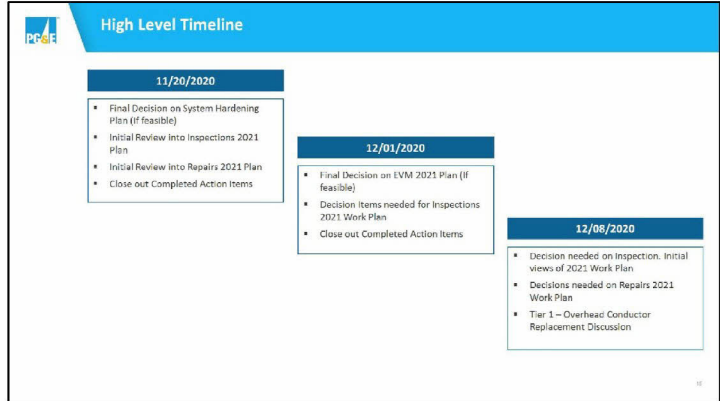 PG&E
High Level Timeline
11/20/2020
▪ Final Decision on System Hardening
Plan (If feasible)
▪ Initial Review into Inspections 2021
Plan
▪ Initial Review into Repairs 2021 Plan
▪ Close out Completed Action Items
12/01/2020
▪ Final Decision on EVM 2021 Plan (If
feasible)
▪ Decision Items needed for Inspections
2021 Work Plan
▪ Close out Completed Action Items
12/08/2020
▪ Decision needed on Inspection. Initial
views of 2021 Work Plan
▪ Decisions needed on Repairs 2021
Work Plan
▪ Tier 1 – Overhead Conductor
Replacement Discussion